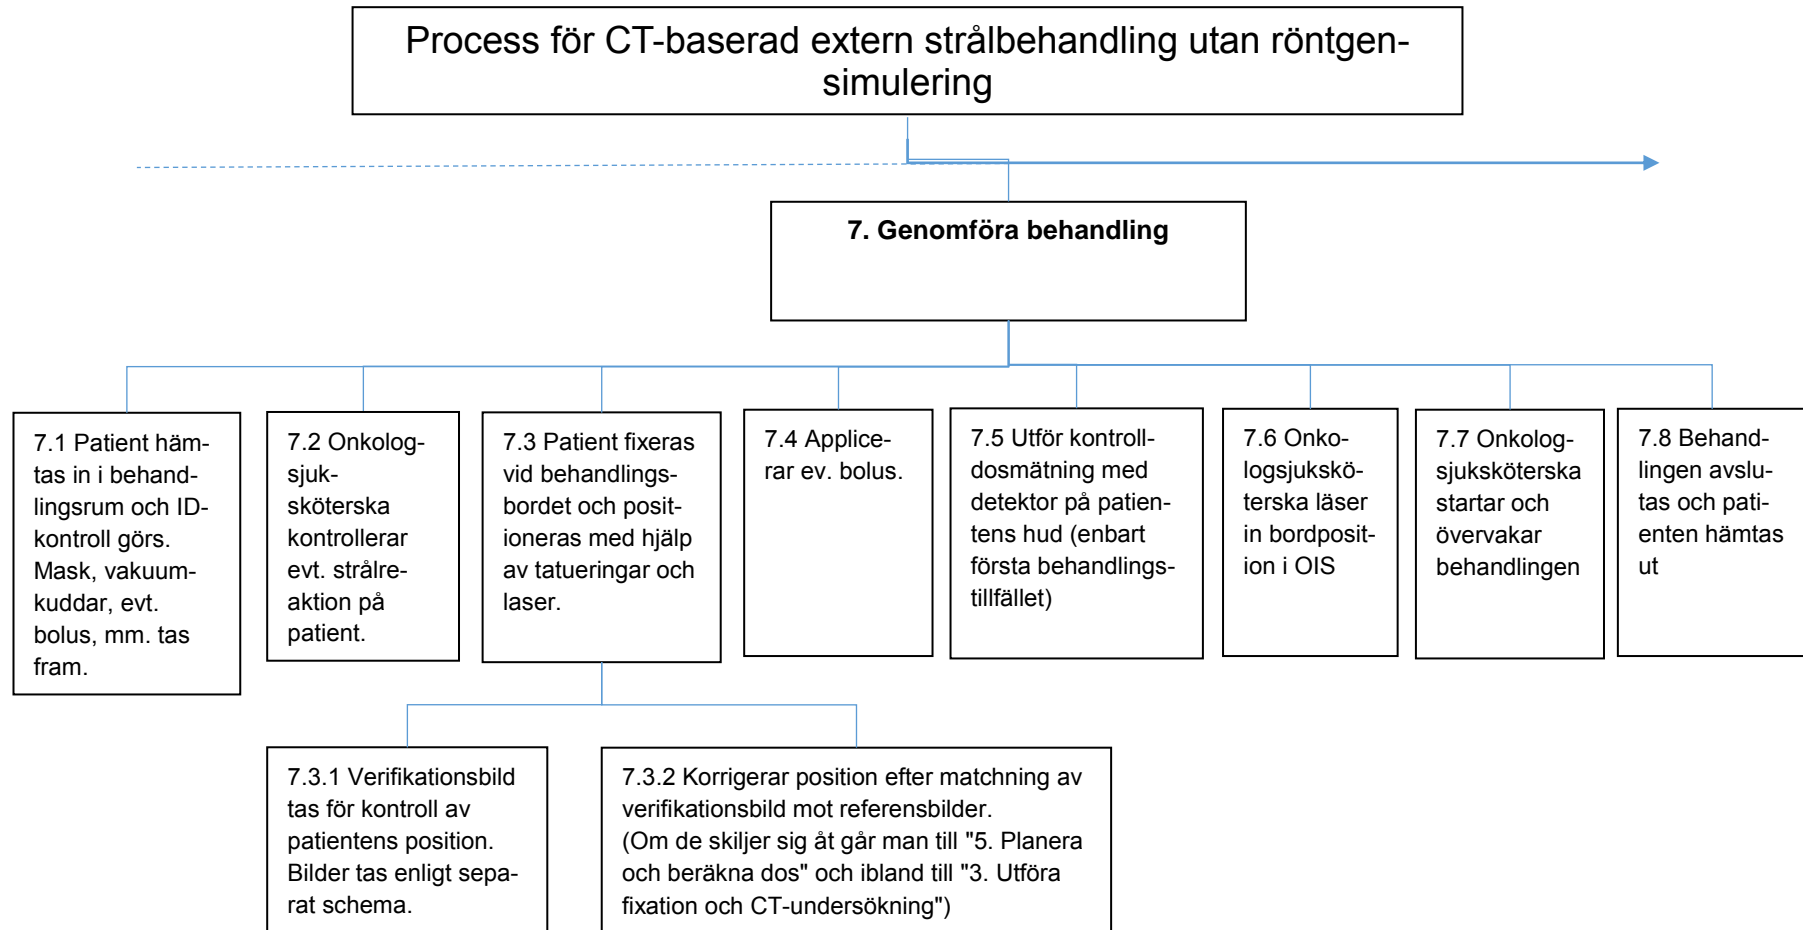 Process för CT-baserad extern strålbehandling utan röntgen-
simulering
7. Genomföra behandling
7.1 Patient häm-
tas in i behand-
lingsrum och ID-
kontroll görs.
Mask, vakuum-
kuddar, evt.
bolus, mm. tas
fram.
7.2 Onkolog-
sjuk-
sköterska
kontrollerar
evt. strålre-
aktion på
patient.
7.3 Patient fixeras
vid behandlings-
bordet och posit-
ioneras med hjälp
av tatueringar och
laser.
7.4 Applice-
rar ev. bolus.
7.5 Utför kontroll-
dosmätning med
detektor på patien-
tens hud (enbart
första behandlings-
tillfället)
7.6 Onko-
logsjukskö-
terska läser
in bordposit-
ion i OIS
7.7 Onkolog-
sjuksköterska
startar och
övervakar
behandlingen
7.8 Behand-
lingen avslu-
tas och pati-
enten hämtas
ut
7.3.1 Verifikationsbild
tas för kontroll av
patientens position.
Bilder tas enligt sepa-
rat schema.
7.3.2 Korrigerar position efter matchning av
verifikationsbild mot referensbilder.
(Om de skiljer sig åt går man till "5. Planera
och beräkna dos" och ibland till "3. Utföra
fixation och CT-undersökning")